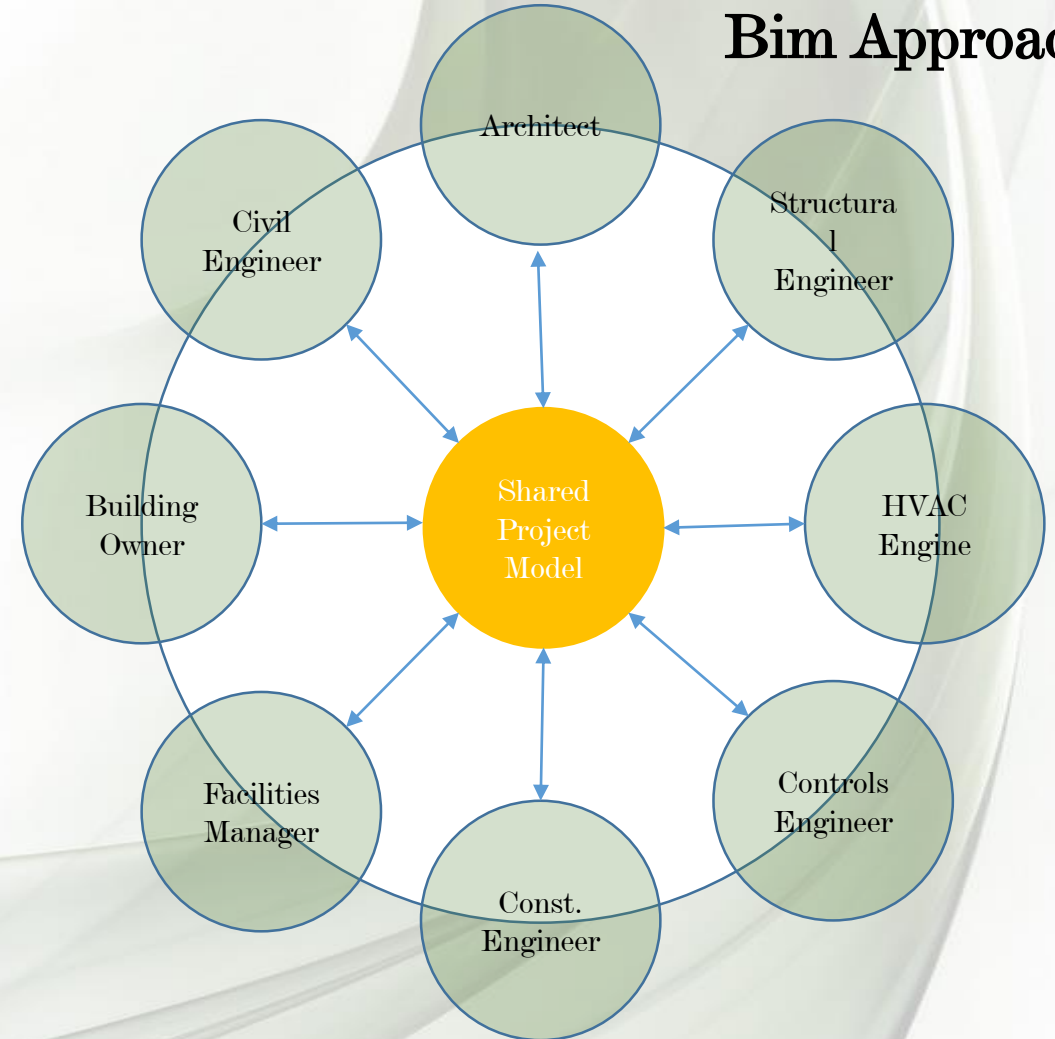 Bim Approac
Architect
Structura
l
Engineer
Civil
Engineer
Building
Owner
Shared
Project
Model
HVAC
Engine
Facilities
Manager
Controls
Engineer
Const.
Engineer